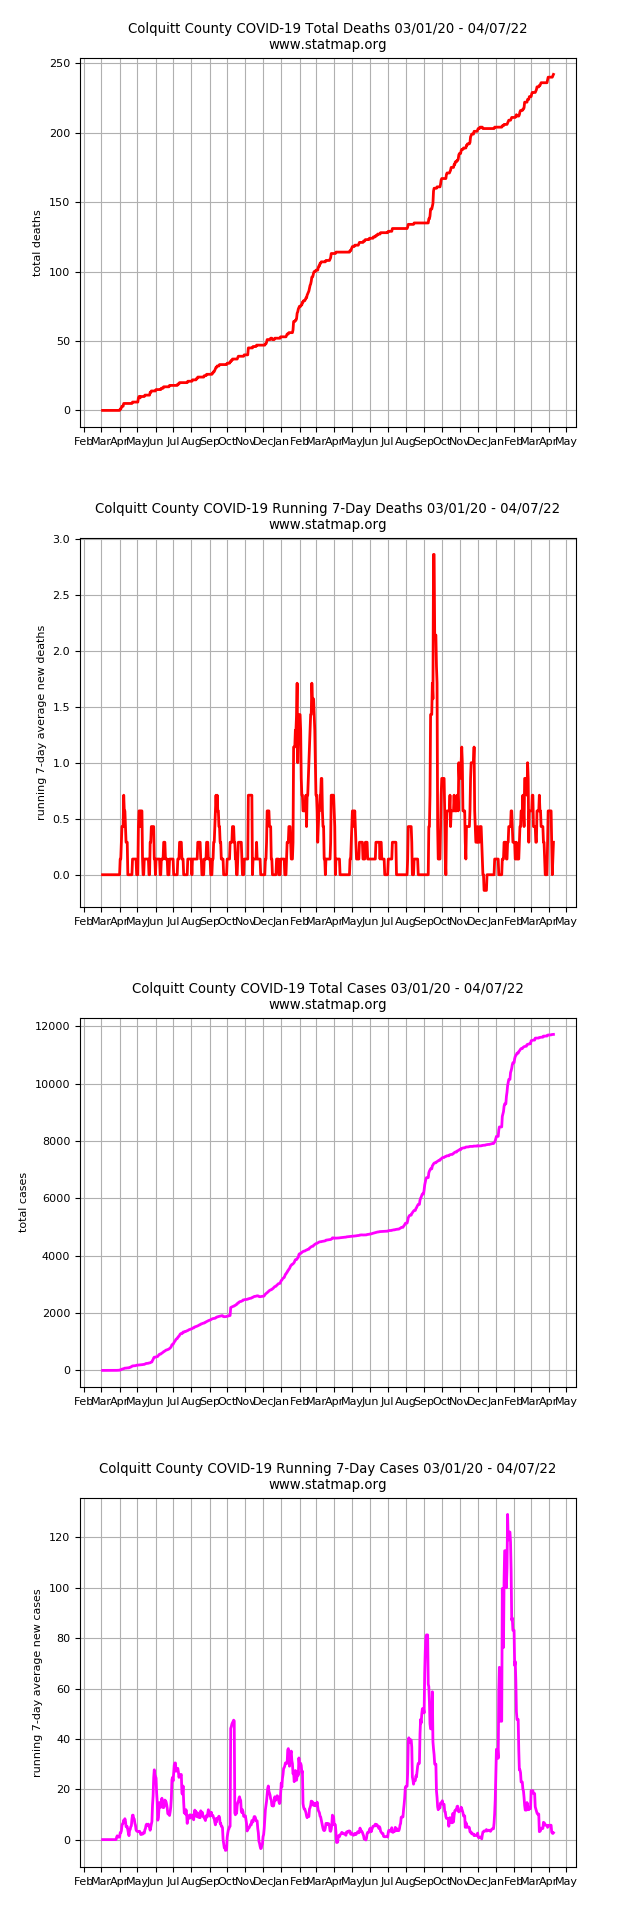 Colquitt County COVID-19 Total Deaths 03/01/20 - 04/07/22
www.statmap.org
250
200
150
100
50
0
total deaths
Feb Mar Apr May Jun Jul Aug Sep Oct Nov Dec Jan Feb Mar Apr May Jun Jul Aug Sep Oct Nov Dec Jan Feb Mar Apr May
Colquitt County COVID-19 Running 7-Day Deaths 03/01/20 - 04/07/22
www.statmap.org
3.0
2.5
2.0
1.5
1.0
0.5
0.0
running 7-day average new deaths
Feb Mar Apr May Jun Jul Aug Sep Oct Nov Dec Jan Feb Mar Apr May Jun Jul Aug Sep Oct Nov Dec Jan Feb Mar Apr May
Colquitt County COVID-19 Total Cases 03/01/20 - 04/07/22
www.statmap.org
12000
10000
8000
6000
4000
2000
0
total cases
Feb Mar Apr May Jun Jul Aug Sep Oct Nov Dec Jan Feb Mar Apr May Jun Jul Aug Sep Oct Nov Dec Jan Feb Mar Apr May
Colquitt County COVID-19 Running 7-Day Cases 03/01/20 - 04/07/22
www.statmap.org
120
100
80
60
40
20
0
running 7-day average new cases
Feb Mar Apr May Jun Jul Aug Sep Oct Nov Dec Jan Feb Mar Apr May Jun Jul Aug Sep Oct Nov Dec Jan Feb Mar Apr May